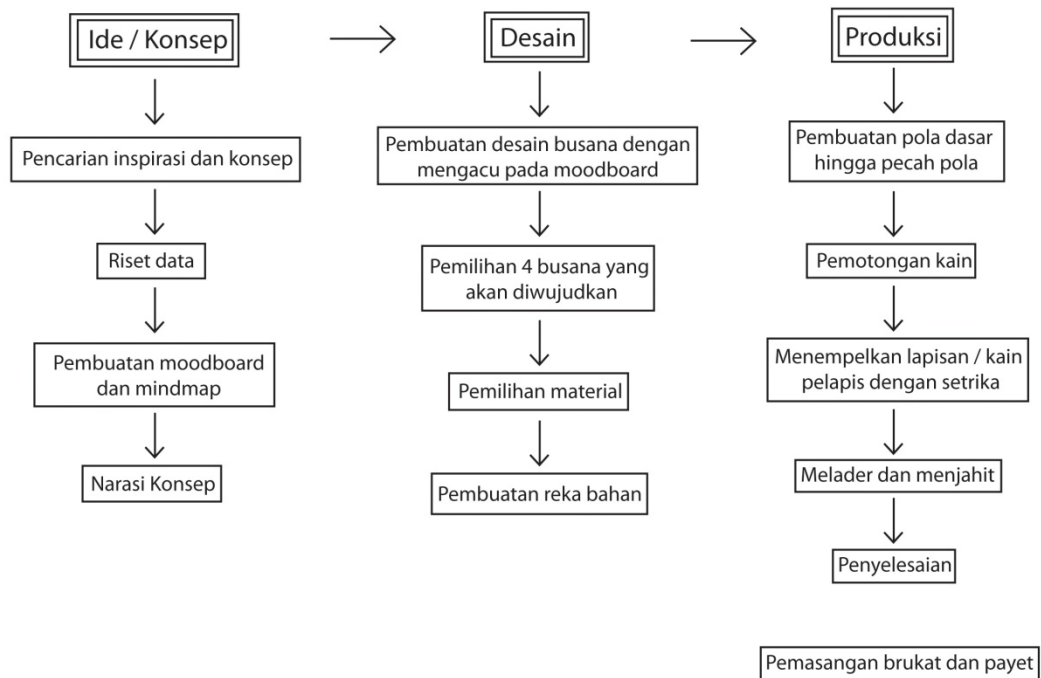 Ide / Konsep
Pencarian inspirasi dan konsep
Riset data
Pembuatan moodboard
dan mindmap
Narasi Konsep
Desain
Pembuatan desain busana dengan
mengacu pada moodboard
Pemilihan 4 busana yang
akan diwujudkan
Pemilihan material
Pembuatan reka bahan
Produksi
Pembuatan pola dasar
hingga pecah pola
Pemotongan kain
Menempelkan lapisan / kain
pelapis dengan setrika
Melader dan menjahit
Penyelesaian
Pemasangan brukat dan payet